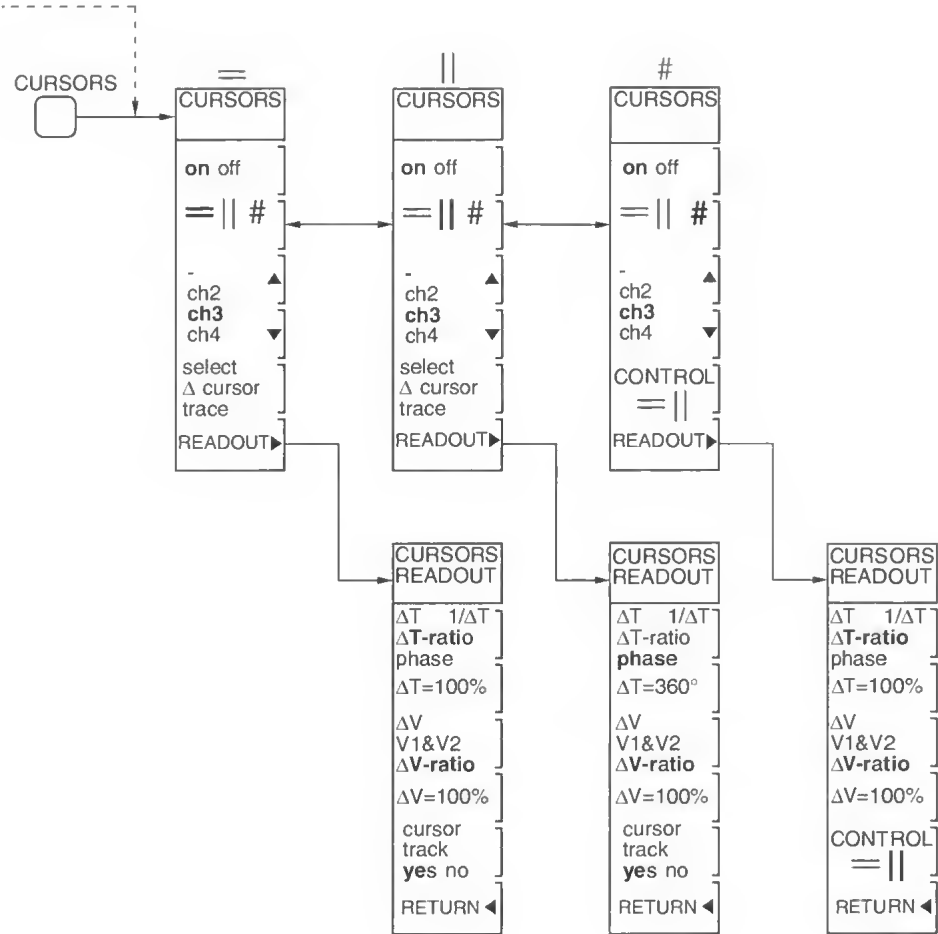 CURSORS
=
CURSORS
on off
= || #
-
ch2
ch3
ch4
select
Δ cursor
trace
READOUT
||
CURSORS
on off
= || #
-
ch2
ch3
ch4
select
Δ cursor
trace
READOUT
#
CURSORS
on off
= || #
-
ch2
ch3
ch4
CONTROL
= ||
READOUT
CURSORS
READOUT
ΔT 1/ΔT
ΔT-ratio
phase
ΔT=100%
ΔV
V1&V2
ΔV-ratio
ΔV=100%
cursor
track
yes no
RETURN
CURSORS
READOUT
ΔT 1/ΔT
ΔT-ratio
phase
ΔT=360°
ΔV
V1&V2
ΔV-ratio
ΔV=100%
cursor
track
yes no
RETURN
CURSORS
READOUT
ΔT 1/ΔT
ΔT-ratio
phase
ΔT=100%
ΔV
V1&V2
ΔV-ratio
ΔV=100%
CONTROL
= ||
RETURN